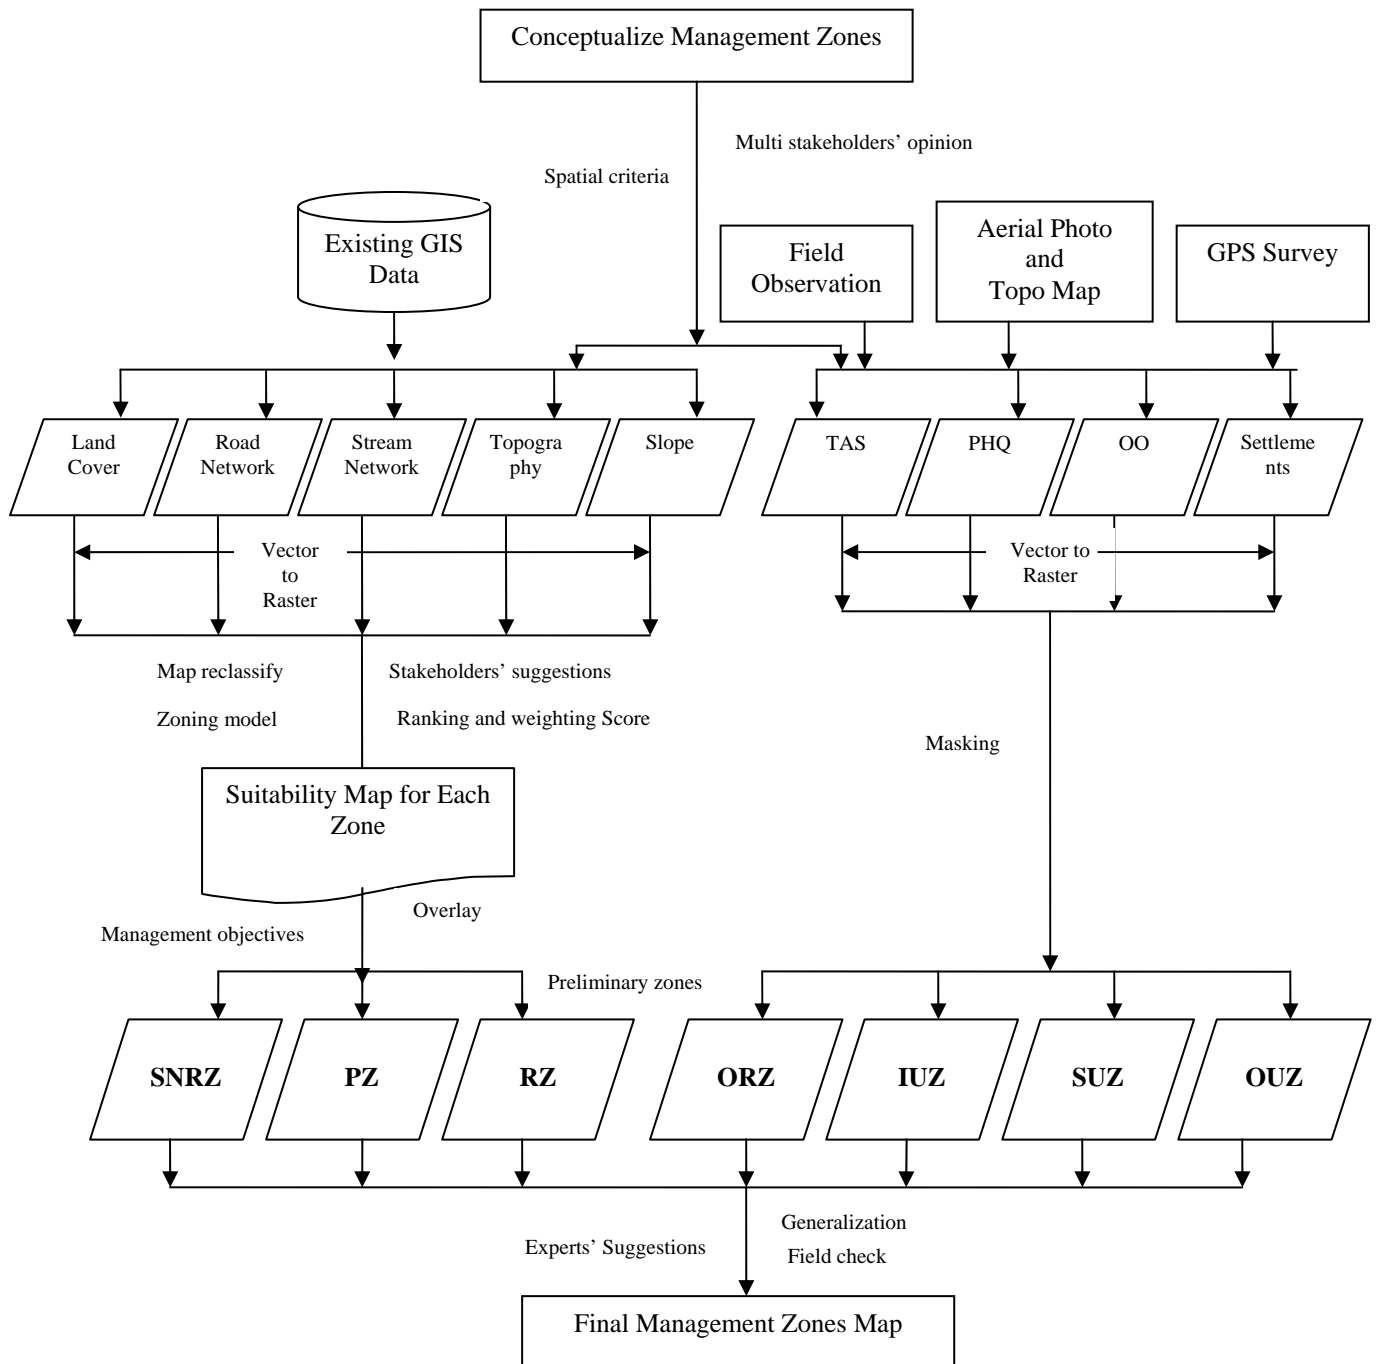 Conceptualize Management Zones
Multi stakeholders’ opinion
Spatial criteria
Existing GIS
Data
Field
Observation
Aerial Photo
and
Topo Map
GPS Survey
Land
Cover
Road
Network
Stream
Network
Topogra
phy
Slope
TAS
PHQ
OO
Settleme
nts
Vector
to
Raster
Vector to
Raster
Map reclassify
Stakeholders’ suggestions
Zoning model
Ranking and weighting Score
Masking
Suitability Map for Each
Zone
Overlay
Management objectives
Preliminary zones
SNRZ
PZ
RZ
ORZ
IUZ
SUZ
OUZ
Generalization
Experts’ Suggestions
Field check
Final Management Zones Map